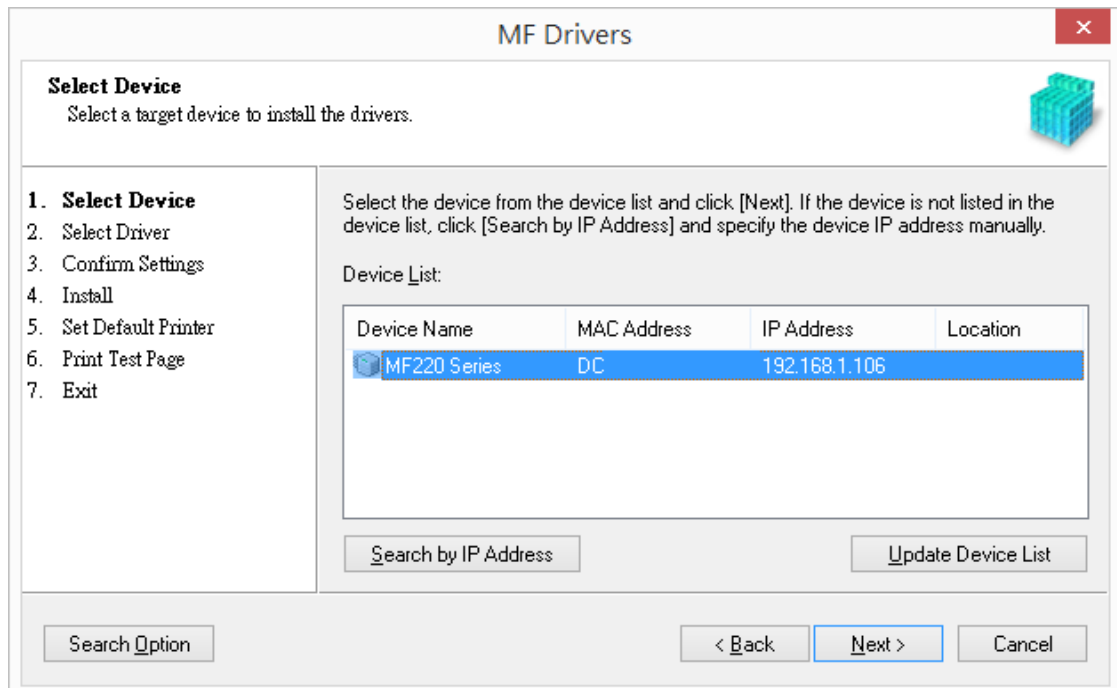 MF Drivers
Select Device
Select a target device to install the drivers.
1. Select Device
2. Select Driver
3. Confirm Settings
4. Install
5. Set Default Printer
6. Print Test Page
7. Exit
Select the device from the device list and click [Next]. If the device is not listed in the
device list, click [Search by IP Address] and specify the device IP address manually.
Device List:
Device Name MAC Address IP Address Location
MF220 Series DC 192.168.1.106
Search by IP Address Update Device List
Search Option < Back Next > Cancel